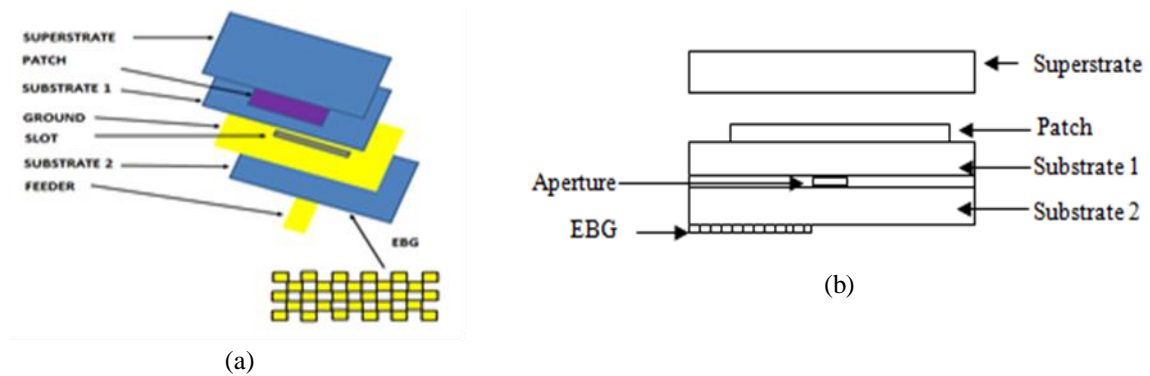 SUPERSTRATE
PATCH
SUBSTRATE 1
GROUND
SLOT
SUBSTRATE 2
FEEDER
EBG
(a)
Superstrate
Patch
Substrate 1
Aperture
Substrate 2
EBG
(b)